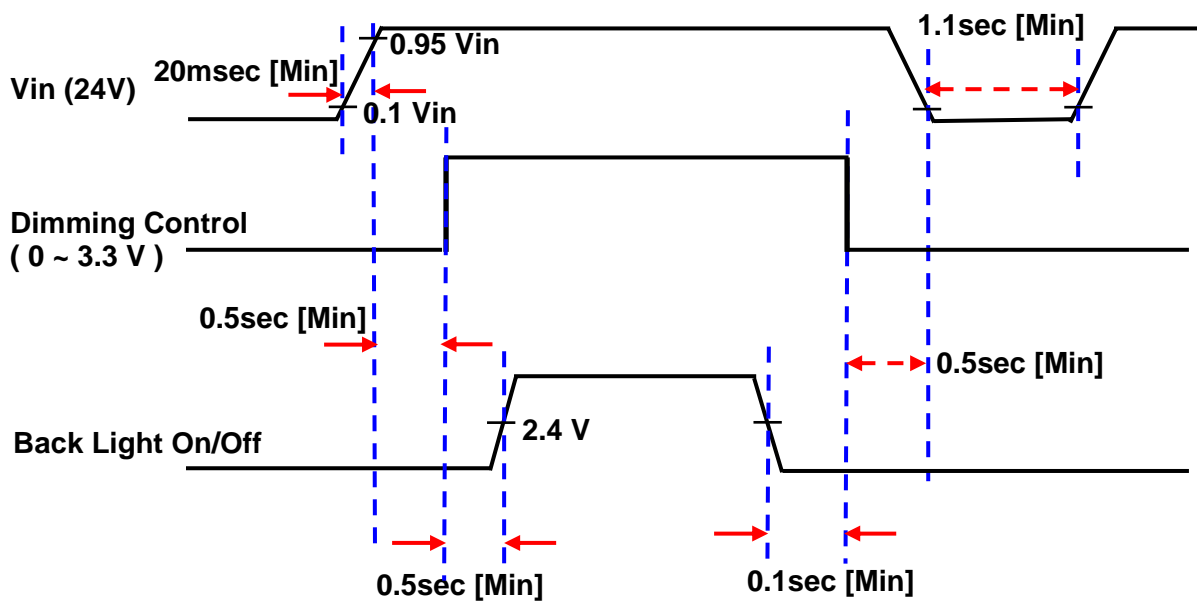 1.1sec [Min]
0.95 Vin
20msec [Min]
Vin (24V)
0.1 Vin
Dimming Control
( 0 ~ 3.3 V )
0.5sec [Min]
0.5sec [Min]
2.4 V
Back Light On/Off
0.5sec [Min]
0.1sec [Min]